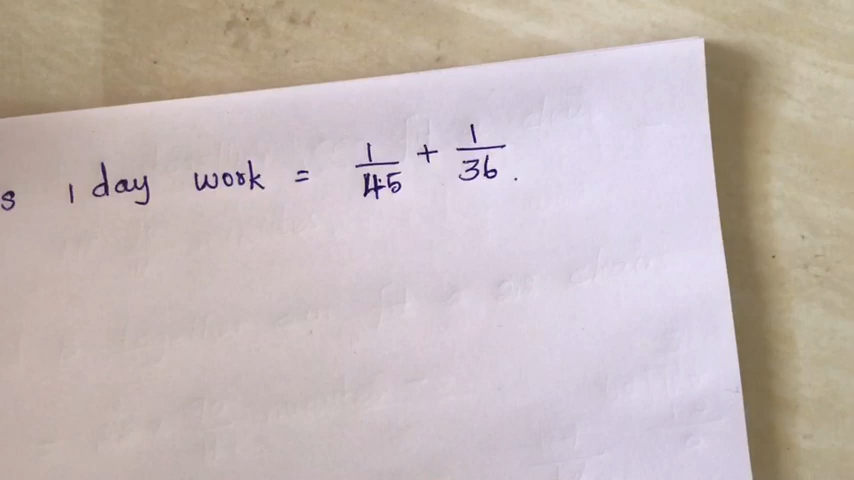 s 1 day work = 1/45 + 1/36.